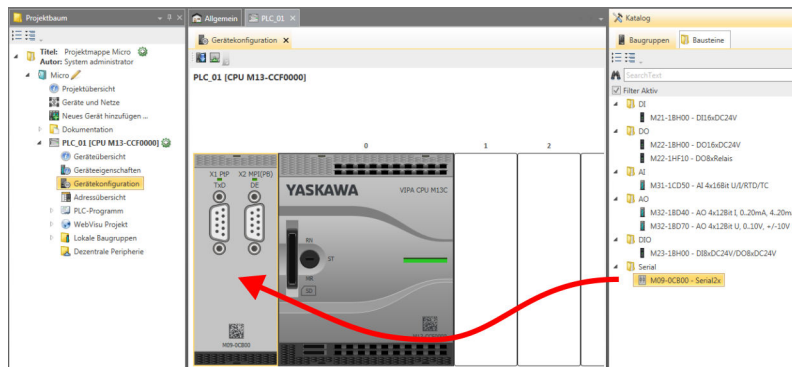 Projektbaum
Titel: Projektmappe Micro
Autor: System administrator
Micro
Projektübersicht
Geräte und Netze
Neues Gerät hinzufügen ...
Dokumentation
PLC_01 [CPU M13-CCF0000]
Geräteübersicht
Geräteeigenschaften
Gerätekonfiguration
Adressübersicht
PLC-Programm
WebVisu Projekt
Lokale Baugruppen
Dezentrale Peripherie
Allgemein
PLC_01
Gerätekonfiguration
PLC_01 [CPU M13-CCF0000]
0 1 2
X1 PtP X2 MPI(PB)
TxD DE
YASKAWA
VIPA CPU M13C
RN
ST
MR
SD
M09-0CB00
Katalog
Baugruppen
Bausteine
SearchText
Filter Aktiv
DI
M21-1BH00 - DI16xDC24V
DO
M22-1BH00 - DO16xDC24V
M22-1HF10 - DO8xRelais
AI
M31-1CD50 - AI 4x16Bit U/I/RTD/TC
AO
M32-1BD40 - AO 4x12Bit I, 0..20mA, 4..20m
M32-1BD70 - AO 4x12Bit U, 0..10V, +/-10V
DIO
M23-1BH00 - DI8xDC24V/DO8xDC24V
Serial
M09-0CB00 - Serial2x